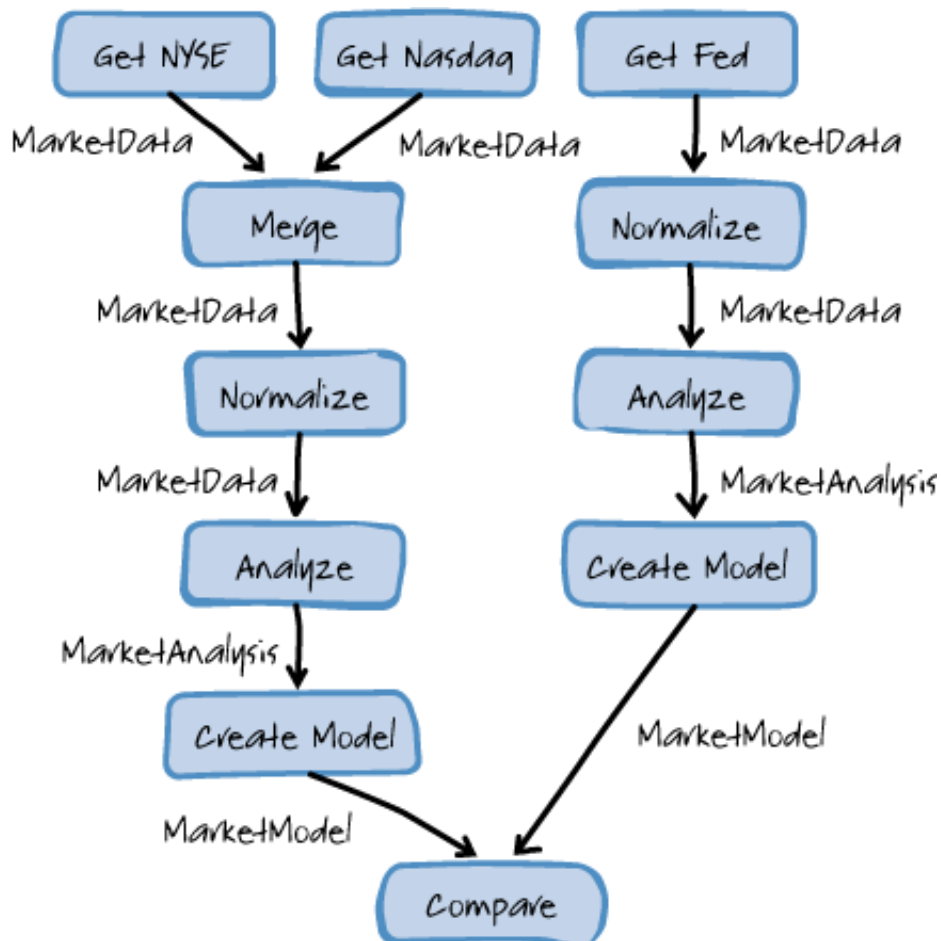 Get NYSE
Get Nasdaq
Get Fed
MarketData
MarketData
MarketData
Merge
Normalize
MarketData
MarketData
Normalize
Analyze
MarketData
MarketAnalysis
Analyze
Create Model
MarketAnalysis
Create Model
MarketModel
MarketModel
Compare